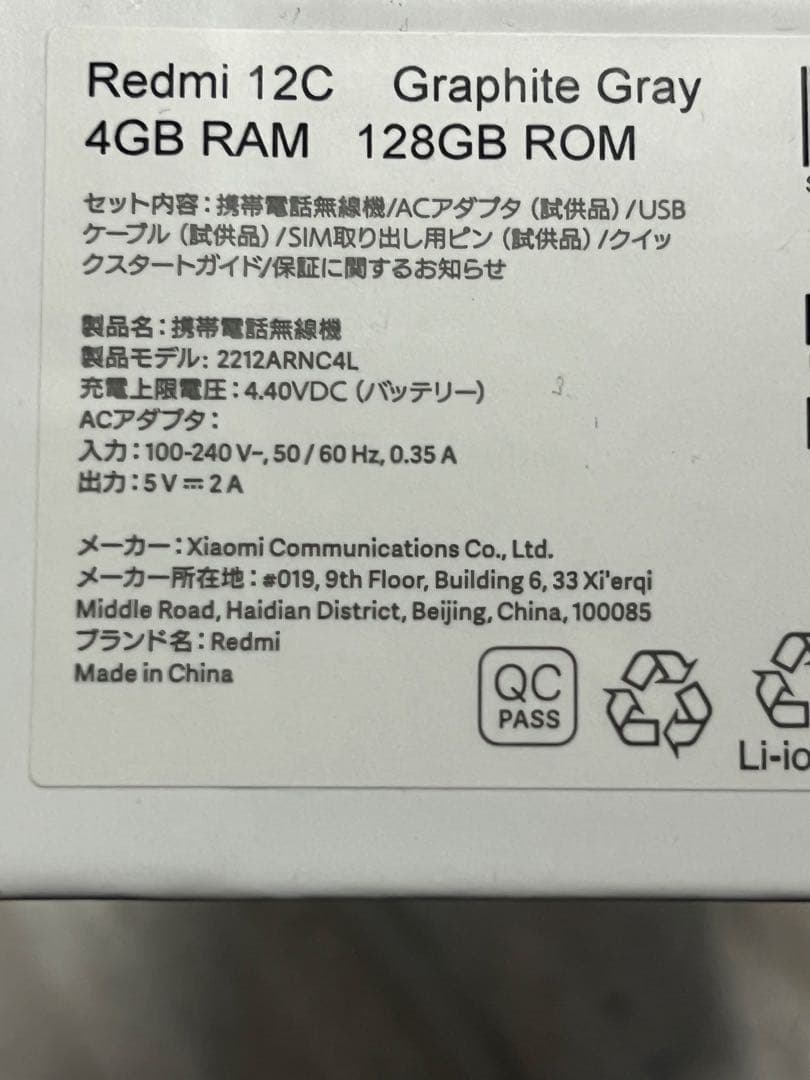 Redmi 12C Graphite Gray
4GB RAM 128GB ROM
セット内容：携帯電話無線機/ACアダプタ（試供品）/USB
ケーブル（試供品）/SIM取り出し用ピン（試供品）/クイッ
クスタートガイド/保証に関するお知らせ
製品名：携帯電話無線機
製品モデル: 2212ARNC4L
充電上限電圧：4.40VDC（バッテリー）
ACアダプタ：
入力：100-240 V~, 50 / 60 Hz, 0.35 A
出力：5 V⎓2 A
メーカー：Xiaomi Communications Co., Ltd.
メーカー所在地：#019, 9th Floor, Building 6, 33 Xi'erqi
Middle Road, Haidian District, Beijing, China, 100085
ブランド名：Redmi
Made in China
QC
PASS
Li-io